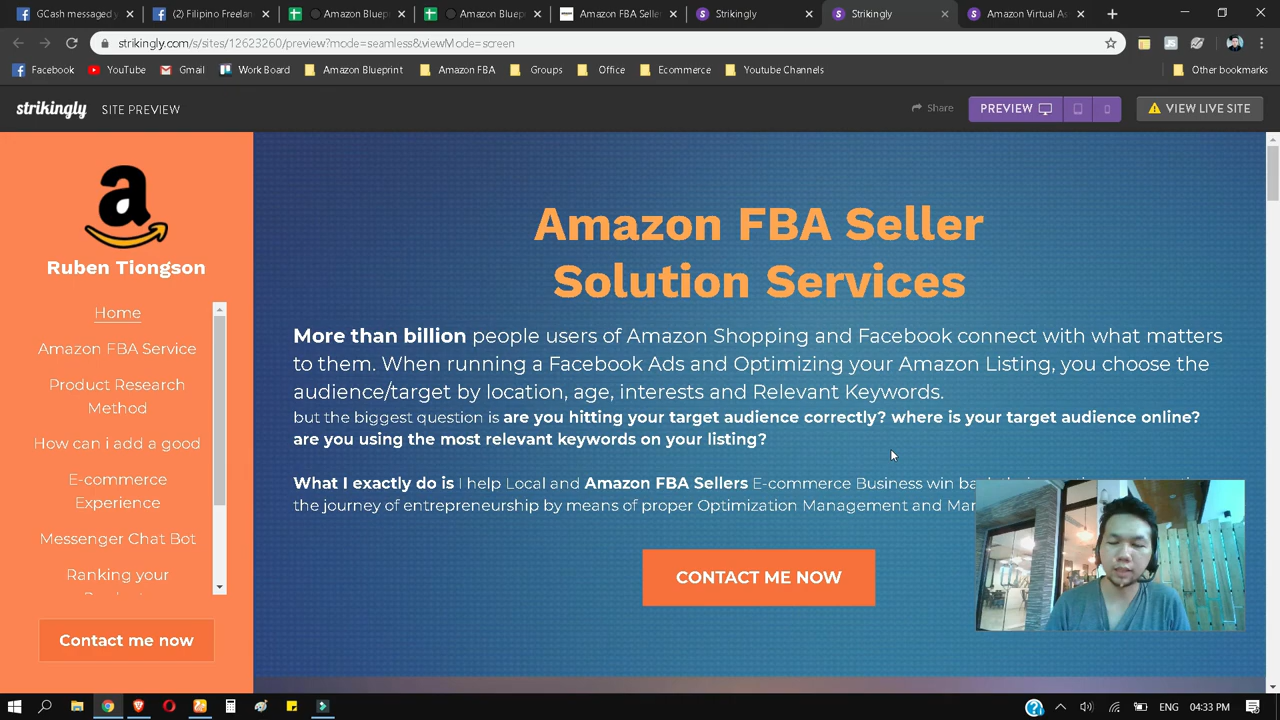 GCash messaged y
(2) Filipino Freelan
Amazon Bluepr
Amazon Bluep
Amazon FBA Selle
Strikingly
Strikingly
Amazon Virtual As
strikingly.com/s/sites/12623260/preview?mode=seamless&viewMode=screen
Facebook
YouTube
Gmail
Work Board
Amazon Blueprint
Amazon FBA
Groups
Office
Ecommerce
Youtube Channels
Other bookmarks
strikingly SITE PREVIEW
Share
PREVIEW
VIEW LIVE SITE
a
Ruben Tiongson
Home
Amazon FBA Service
Product Research
Method
How can i add a good
E-commerce
Experience
Messenger Chat Bot
Ranking your
Contact me now
Amazon FBA Seller
Solution Services
More than billion people users of Amazon Shopping and Facebook connect with what matters
to them. When running a Facebook Ads and Optimizing your Amazon Listing, you choose the
audience/target by location, age, interests and Relevant Keywords.
but the biggest question is are you hitting your target audience correctly? where is your target audience online?
are you using the most relevant keywords on your listing?
What I exactly do is I help Local and Amazon FBA Sellers E-commerce Business win
the journey of entrepreneurship by means of proper Optimization Management and
CONTACT ME NOW
ENG
04:33 PM